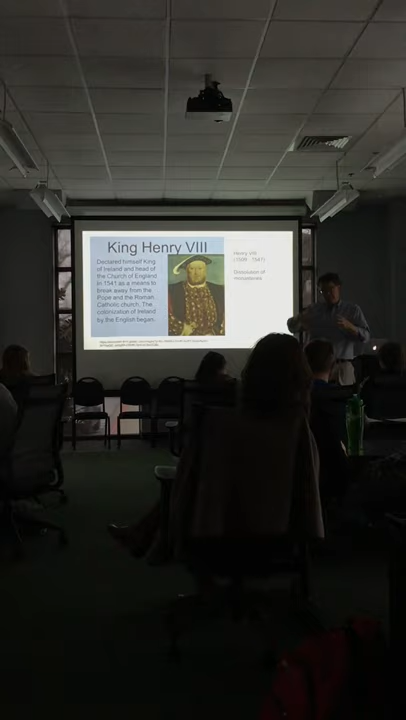 King Henry VIII
Declared himself King
of Ireland and head of
the Church of England
in 1541 as a means to
break away from the
Pope and the Roman
Catholic church. The
colonization of Ireland
by the English began.
Henry VIII
Dissolution of
monasteries